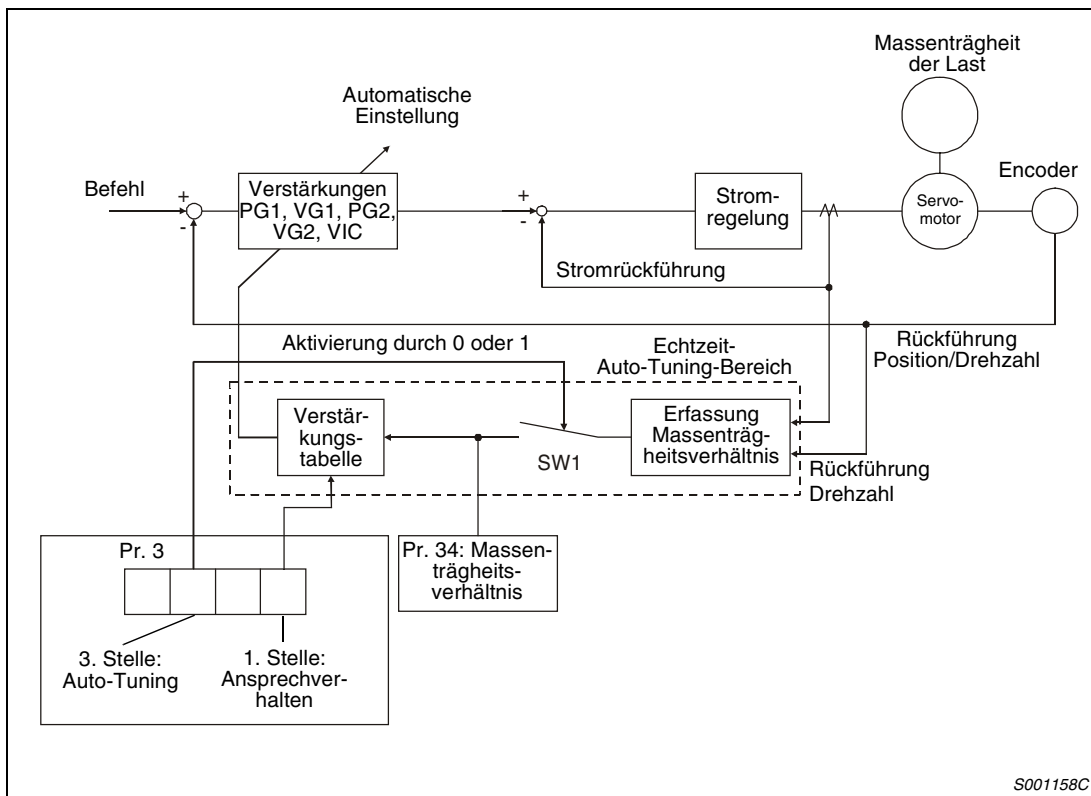 Massenträgheit
der Last
Automatische
Einstellung
Befehl
+
-
Verstärkungen
PG1, VG1, PG2,
VG2, VIC
+
-
Strom-
regelung
Servo-
motor
Encoder
Stromrückführung
Rückführung
Position/Drehzahl
Aktivierung durch 0 oder 1
Echtzeit-
Auto-Tuning-Bereich
Verstär-
kungs-
tabelle
SW1
Erfassung
Massenträg-
heitsverhältnis
Rückführung
Drehzahl
Pr. 3
Pr. 34: Massen-
trägheits-
verhältnis
3. Stelle:
Auto-Tuning
1. Stelle:
Ansprechver-
halten
S001158C